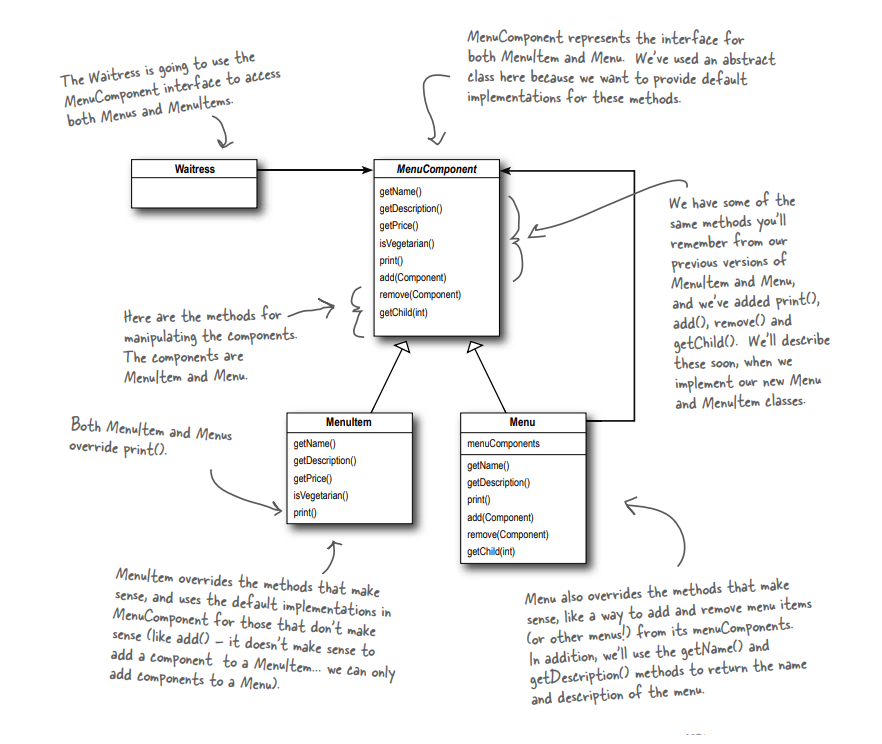 MenuComponent represents the interface for
both MenuItem and Menu. We've used an abstract
class here because we want to provide default
implementations for these methods.
The Waitress is going to use the
MenuComponent interface to access
both Menus and MenuItems.
Waitress
MenuComponent
getName()
getDescription()
getPrice()
isVegetarian()
print()
add(Component)
remove(Component)
getChild(int)
We have some of the
same methods you'll
remember from our
previous versions of
MenuItem and Menu,
and we've added print(),
add(), remove() and
getChild(). We'll describe
these soon, when we
implement our new Menu
and MenuItem classes.
Here are the methods for
manipulating the components.
The components are
MenuItem and Menu.
Both MenuItem and Menus
override print().
MenuItem
getName()
getDescription()
getPrice()
isVegetarian()
print()
Menu
menuComponents
getName()
getDescription()
print()
add(Component)
remove(Component)
getChild(int)
MenuItem overrides the methods that make
sense, and uses the default implementations in
MenuComponent for those that don't make
sense (like add() – it doesn't make sense to
add a component to a MenuItem... we can only
add components to a Menu).
Menu also overrides the methods that make
sense, like a way to add and remove menu items
(or other menus!) from its menuComponents.
In addition, we'll use the getName() and
getDescription() methods to return the name
and description of the menu.